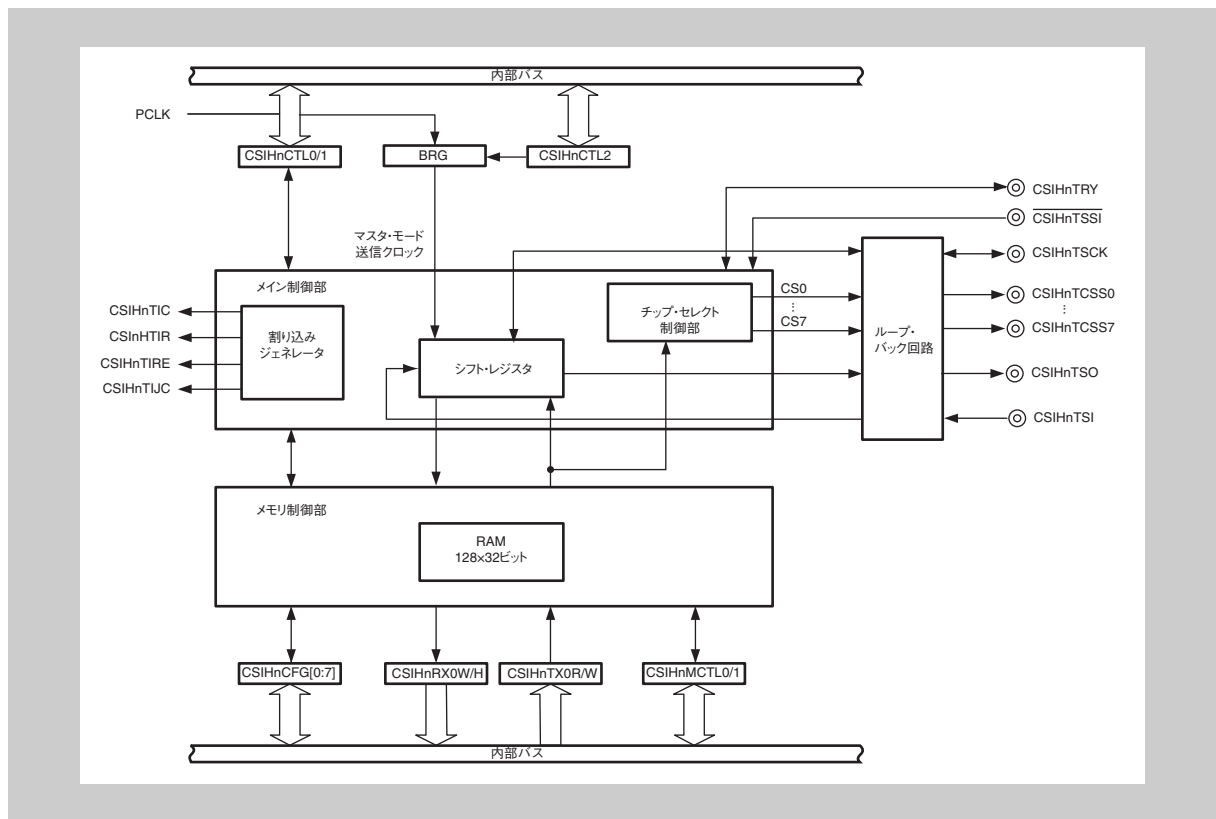 内部バス
PCLK
CSIHnCTL0/1
BRG
CSIHnCTL2
CSIHnTRY
CSIHnTSSI
マスタ・モード
送信クロック
CSIHnTSCK
メイン制御部
CSIHnTIC
CSInHTIR
CSIHnTIRE
CSIHnTIJC
割り込み
ジェネレータ
チップ・セレクト
制御部
CS0
⋮
CS7
CSIHnTCSS0
⋮
CSIHnTCSS7
ループ・
バック回路
シフト・レジスタ
CSIHnTSO
CSIHnTSI
メモリ制御部
RAM
128×32ビット
CSIHnCFG[0:7]
CSIHnRX0W/H
CSIHnTX0R/W
CSIHnMCTL0/1
内部バス